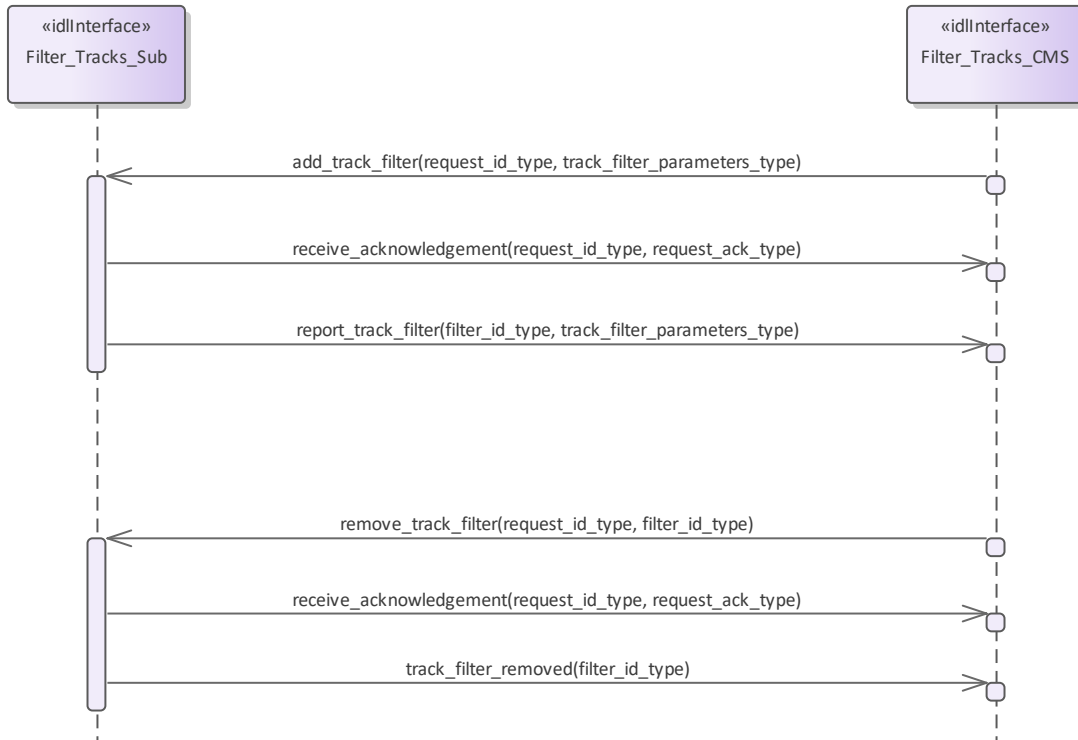 «idlInterface»
Filter_Tracks_Sub
«idlInterface»
Filter_Tracks_CMS
add_track_filter(request_id_type, track_filter_parameters_type)
receive_acknowledgement(request_id_type, request_ack_type)
report_track_filter(filter_id_type, track_filter_parameters_type)
remove_track_filter(request_id_type, filter_id_type)
receive_acknowledgement(request_id_type, request_ack_type)
track_filter_removed(filter_id_type)